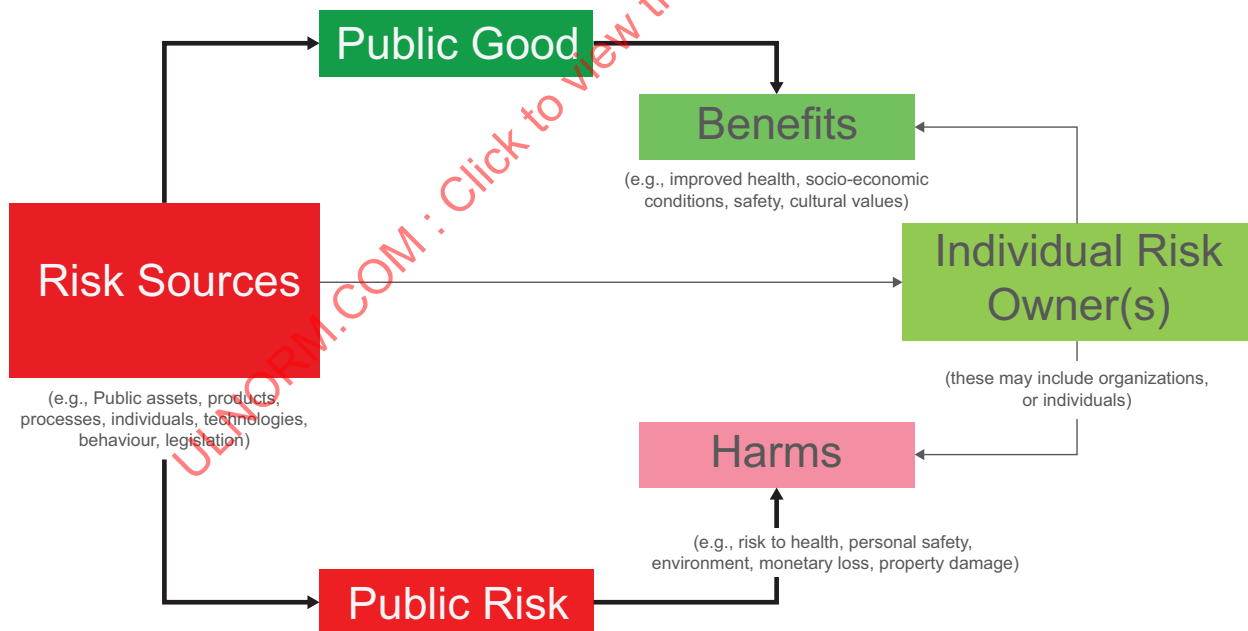 Public Good
Benefits
(e.g., improved health, socio-economic
conditions, safety, cultural values)
Risk Sources
(e.g., Public assets, products,
processes, individuals, technologies,
behaviour, legislation)
Individual Risk
Owner(s)
(these may include organizations,
or individuals)
Harms
(e.g., risk to health, personal safety,
environment, monetary loss, property damage)
Public Risk
ULNORM.COM : Click to view